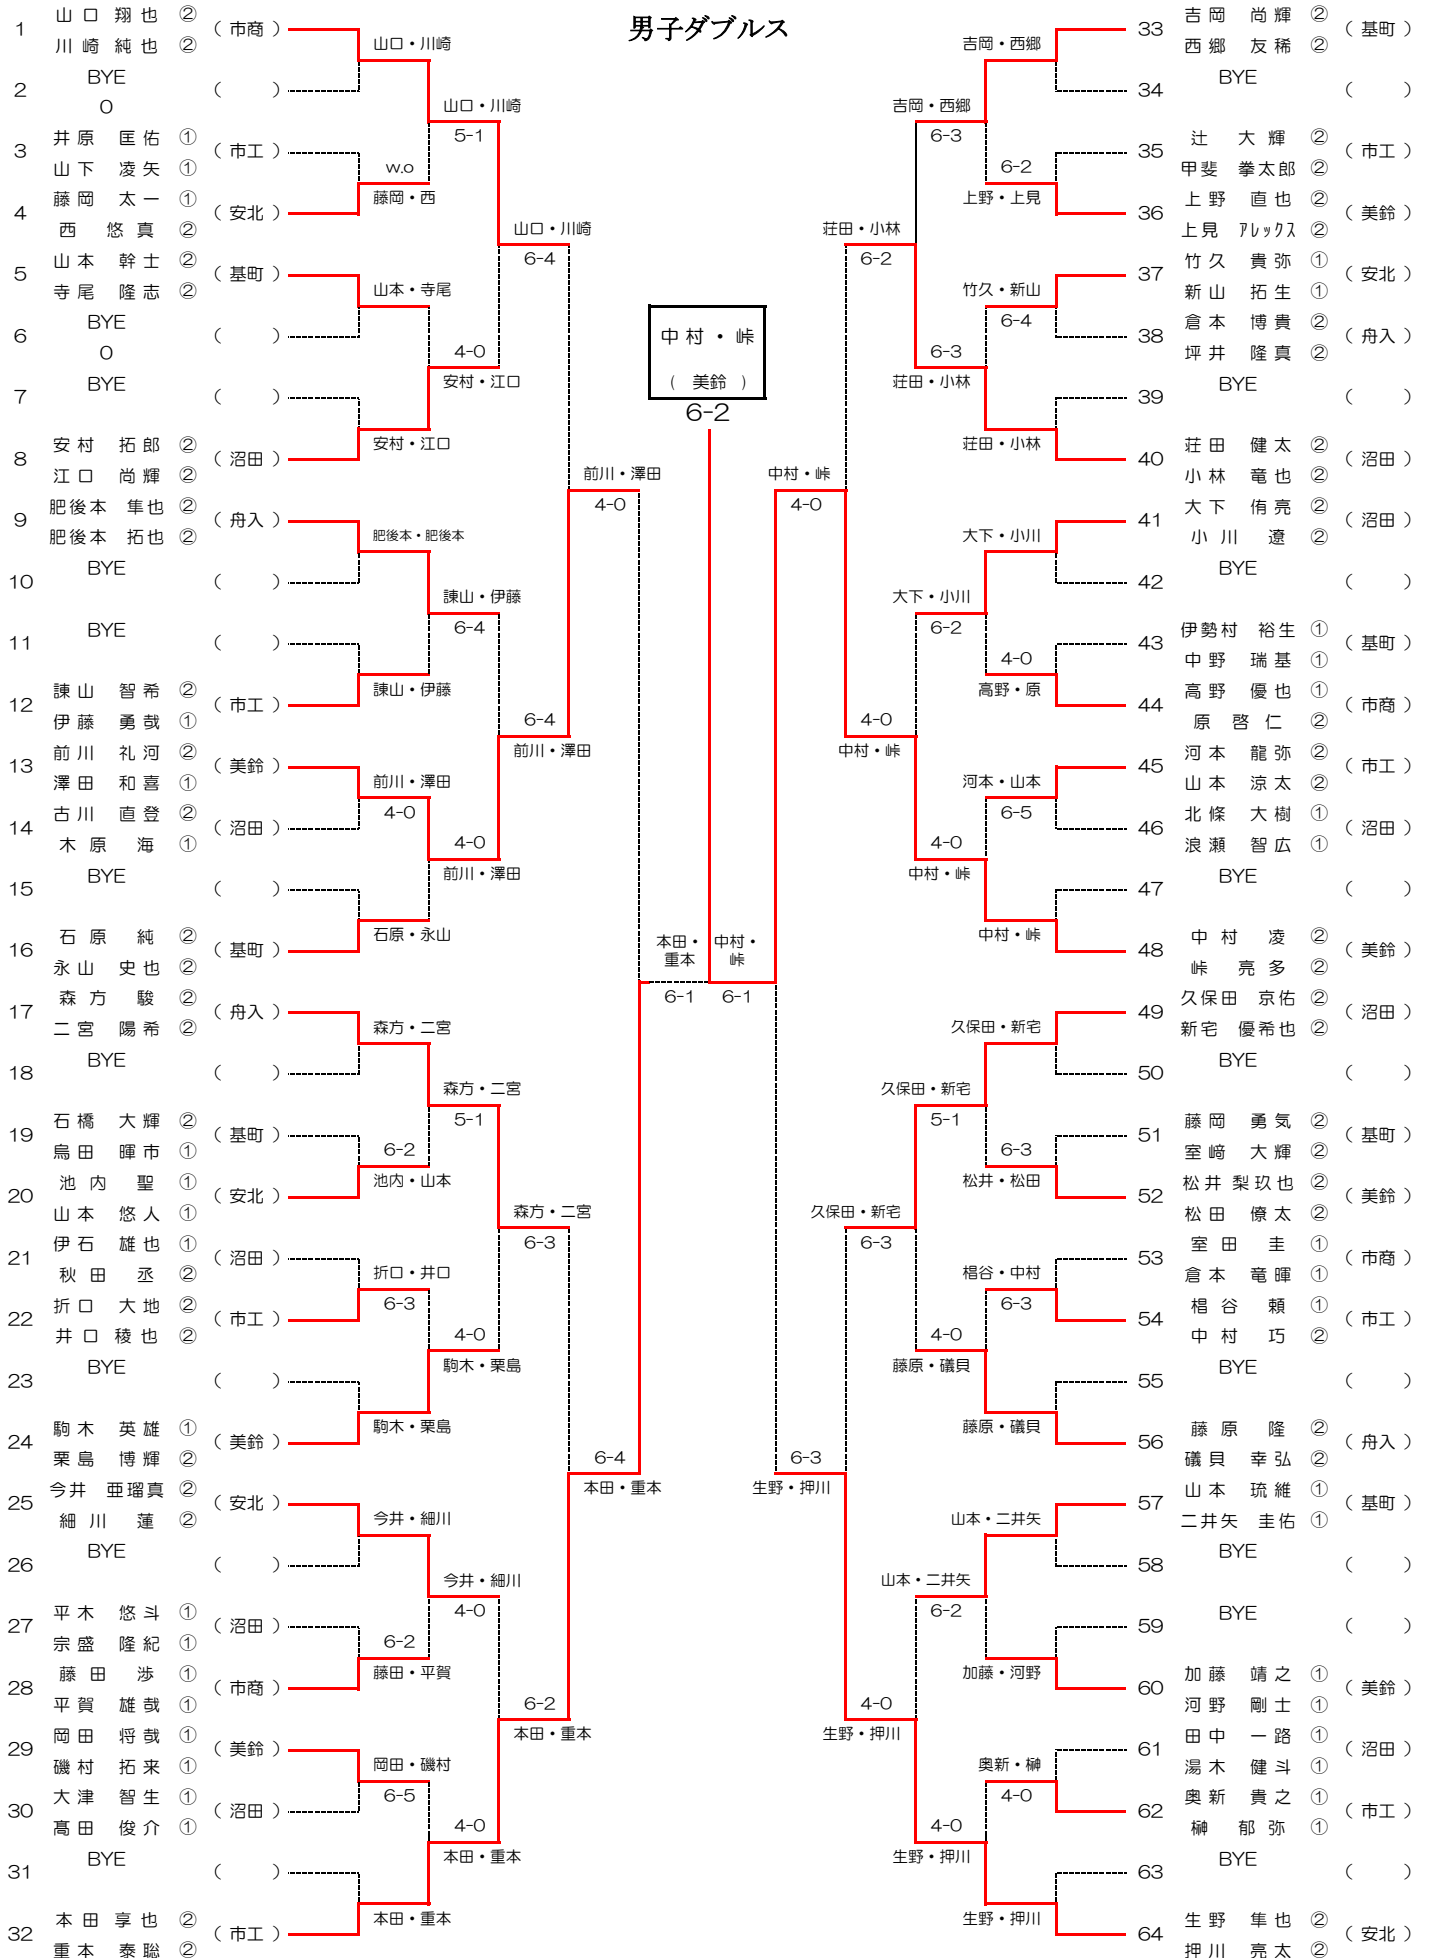 男子ダブルス
1 山口 翔也 ② ( 市商 )
川崎 純也 ②
山口・川崎
2 BYE ( )
0
山口・川崎
5-1
3 井原 匡佑 ① ( 市工 )
山下 凌矢 ①
w.o
藤岡・西
4 藤岡 太一 ① ( 安北 )
西 悠真 ②
山口・川崎
6-4
5 山本 幹士 ② ( 基町 )
寺尾 隆志 ②
山本・寺尾
6 BYE ( )
0
4-0
安村・江口
7 BYE ( )
安村・江口
8 安村 拓郎 ② ( 沼田 )
江口 尚輝 ②
前川・澤田
4-0
9 肥後本 隼也 ② ( 舟入 )
肥後本 拓也 ②
肥後本・肥後本
10 BYE ( )
諌山・伊藤
6-4
11 BYE ( )
諌山・伊藤
12 諌山 智希 ② ( 市工 )
伊藤 勇哉 ①
6-4
前川・澤田
13 前川 礼河 ② ( 美鈴 )
澤田 和喜 ①
前川・澤田
4-0
14 古川 直登 ② ( 沼田 )
木原 海 ①
4-0
前川・澤田
15 BYE ( )
石原・永山
16 石原 純 ② ( 基町 )
永山 史也 ②
本田・
重本
6-1
17 森方 駿 ② ( 舟入 )
二宮 陽希 ②
森方・二宮
18 BYE ( )
森方・二宮
5-1
19 石橋 大輝 ② ( 基町 )
烏田 暉市 ①
6-2
池内・山本
20 池内 聖 ① ( 安北 )
山本 悠人 ①
森方・二宮
6-3
21 伊石 雄也 ① ( 沼田 )
秋田 丞 ②
折口・井口
6-3
22 折口 大地 ② ( 市工 )
井口 稜也 ②
4-0
駒木・栗島
23 BYE ( )
駒木・栗島
24 駒木 英雄 ① ( 美鈴 )
栗島 博輝 ②
6-4
本田・重本
25 今井 亜瑠真 ② ( 安北 )
細川 蓮 ②
今井・細川
26 BYE ( )
今井・細川
4-0
27 平木 悠斗 ① ( 沼田 )
宗盛 隆紀 ①
6-2
藤田・平賀
28 藤田 渉 ① ( 市商 )
平賀 雄哉 ①
6-2
本田・重本
29 岡田 将哉 ① ( 美鈴 )
磯村 拓来 ①
岡田・磯村
6-5
30 大津 智生 ① ( 沼田 )
髙田 俊介 ①
4-0
本田・重本
31 BYE ( )
本田・重本
32 本田 享也 ② ( 市工 )
重本 泰聡 ②
中村・峠
( 美鈴 )
6-2
33 吉岡 尚輝 ② ( 基町 )
西郷 友稀 ②
吉岡・西郷
34 BYE ( )
吉岡・西郷
6-3
35 辻 大輝 ② ( 市工 )
甲斐 拳太郎 ②
6-2
上野・上見
36 上野 直也 ② ( 美鈴 )
上見 アレックス ②
荘田・小林
6-2
37 竹久 貴弥 ① ( 安北 )
新山 拓生 ①
竹久・新山
6-4
38 倉本 博貴 ② ( 舟入 )
坪井 隆真 ②
6-3
荘田・小林
39 BYE ( )
荘田・小林
40 荘田 健太 ② ( 沼田 )
小林 竜也 ②
中村・峠
4-0
41 大下 侑亮 ② ( 沼田 )
小川 遼 ②
大下・小川
42 BYE ( )
大下・小川
6-2
43 伊勢村 裕生 ① ( 基町 )
中野 瑞基 ①
4-0
高野・原
44 高野 優也 ① ( 市商 )
原 啓仁 ②
4-0
中村・峠
45 河本 龍弥 ② ( 市工 )
山本 涼太 ②
河本・山本
6-5
46 北條 大樹 ① ( 沼田 )
浪瀬 智広 ①
4-0
中村・峠
47 BYE ( )
中村・峠
48 中村 凌 ② ( 美鈴 )
峠 亮多 ②
中村・
峠
6-1
49 久保田 京佑 ② ( 沼田 )
新宅 優希也 ②
久保田・新宅
50 BYE ( )
久保田・新宅
5-1
51 藤岡 勇気 ② ( 基町 )
室﨑 大輝 ②
6-3
松井・松田
52 松井 梨玖也 ② ( 美鈴 )
松田 僚太 ②
久保田・新宅
6-3
53 室田 圭 ① ( 市商 )
倉本 竜暉 ①
椙谷・中村
6-3
54 椙谷 頼 ① ( 市工 )
中村 巧 ②
4-0
藤原・礒貝
55 BYE ( )
藤原・礒貝
56 藤原 隆 ② ( 舟入 )
礒貝 幸弘 ②
6-3
生野・押川
57 山本 琉維 ① ( 基町 )
二井矢 圭佑 ①
山本・二井矢
58 BYE ( )
山本・二井矢
6-2
59 BYE ( )
加藤・河野
60 加藤 靖之 ① ( 美鈴 )
河野 剛士 ①
4-0
生野・押川
61 田中 一路 ① ( 沼田 )
湯木 健斗 ①
奥新・榊
4-0
62 奥新 貴之 ① ( 市工 )
榊 郁弥 ①
4-0
生野・押川
63 BYE ( )
生野・押川
64 生野 隼也 ② ( 安北 )
押川 亮太 ②